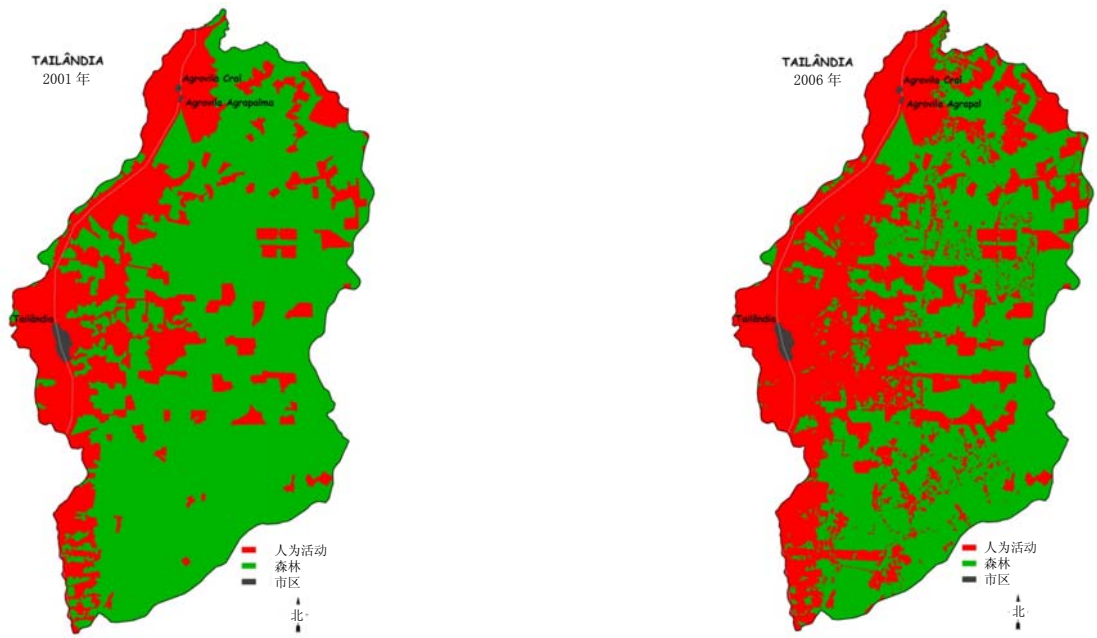 TAILÂNDIA
2001 年
Agrovila Cral
Agrovila Agrapalma
Tailândia
人为活动
森林
市区
北
TAILÂNDIA
2006 年
Agrovila Cral
Agrovila Agrapal
Tailândia
人为活动
森林
市区
北